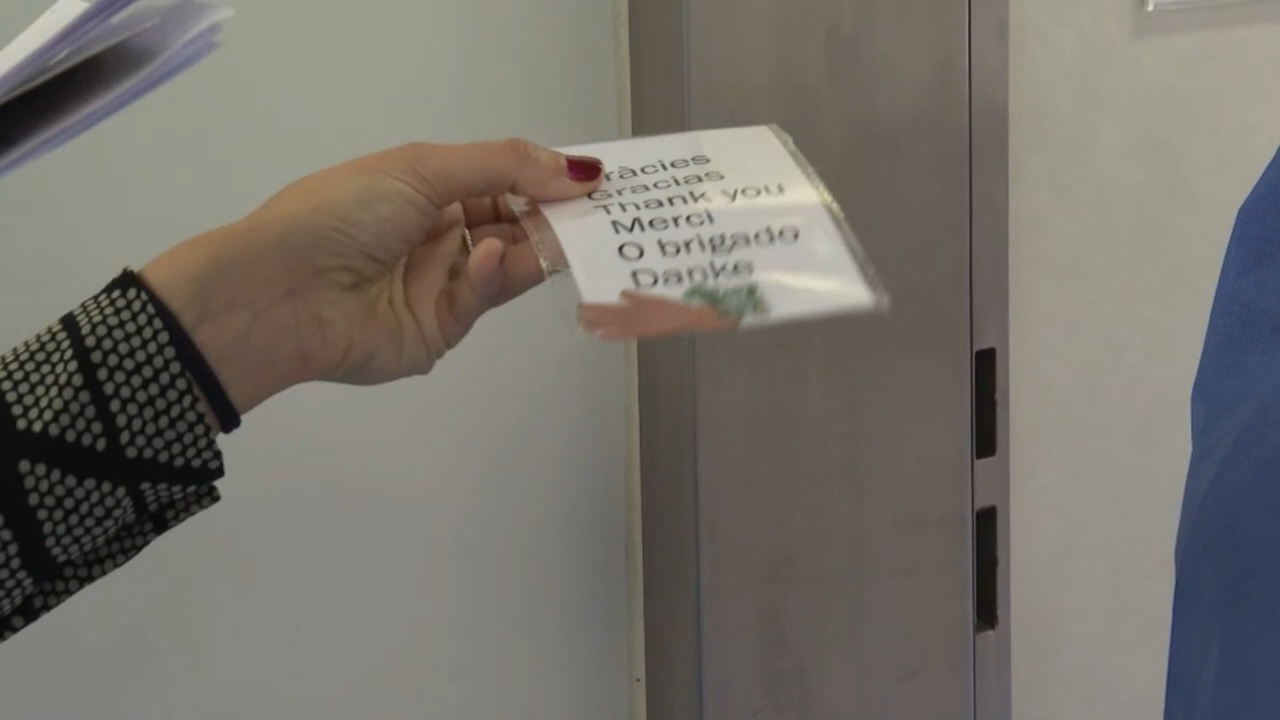 ràcies
Gracias
Thank you
Merci
O brigado
Danke